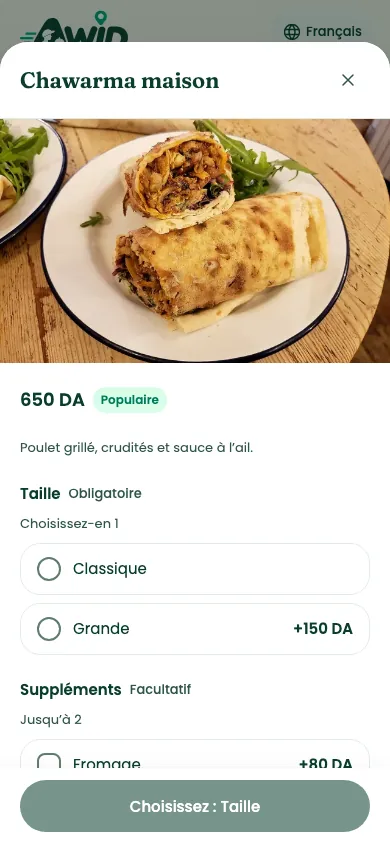 Awin
Français
Chawarma maison
650 DA Populaire
Poulet grillé, crudités et sauce à l’ail.
Taille Obligatoire
Choisissez-en 1
Classique
Grande +150 DA
Suppléments Facultatif
Jusqu’à 2
Fromage +80 DA
Choisissez : Taille